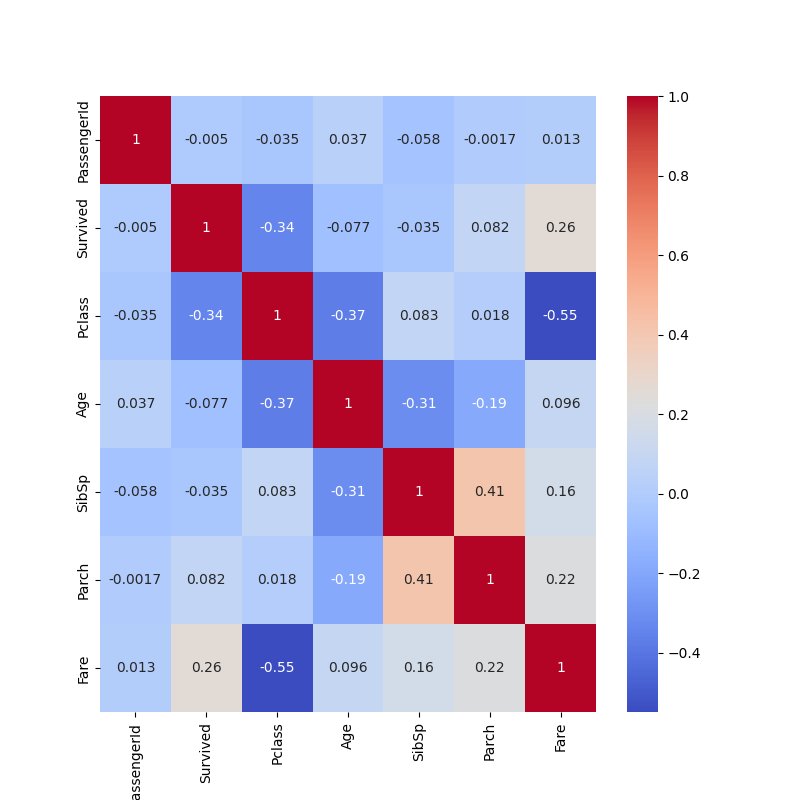 PassengerId 1 -0.005 -0.035 0.037 -0.058 -0.0017 0.013
Survived -0.005 1 -0.34 -0.077 -0.035 0.082 0.26
Pclass -0.035 -0.34 1 -0.37 0.083 0.018 -0.55
Age 0.037 -0.077 -0.37 1 -0.31 -0.19 0.096
SibSp -0.058 -0.035 0.083 -0.31 1 0.41 0.16
Parch -0.0017 0.082 0.018 -0.19 0.41 1 0.22
Fare 0.013 0.26 -0.55 0.096 0.16 0.22 1
assengerId Survived Pclass Age SibSp Parch Fare
1.0
0.8
0.6
0.4
0.2
0.0
−0.2
−0.4